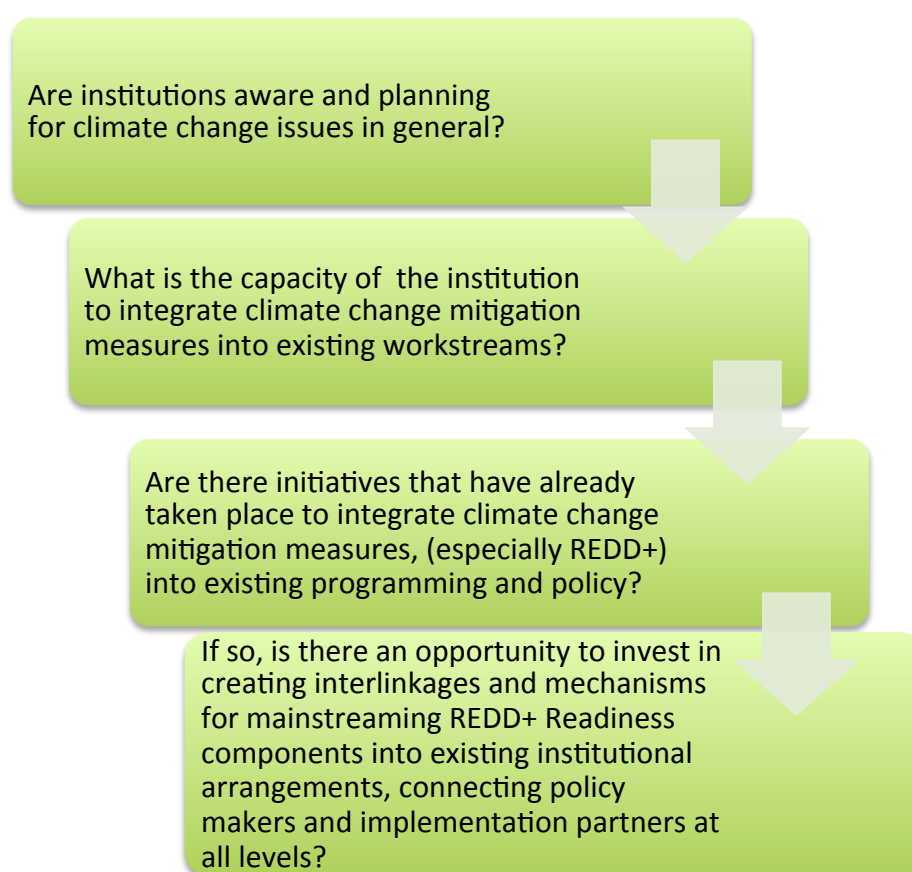 Are institutions aware and planning
for climate change issues in general?
What is the capacity of  the institution
to integrate climate change mitigation
measures into existing workstreams?
Are there initiatives that have already
taken place to integrate climate change
mitigation measures, (especially REDD+)
into existing programming and policy?
If so, is there an opportunity to invest in
creating interlinkages and mechanisms
for mainstreaming REDD+ Readiness
components into existing institutional
arrangements, connecting policy
makers and implementation partners at
all levels?